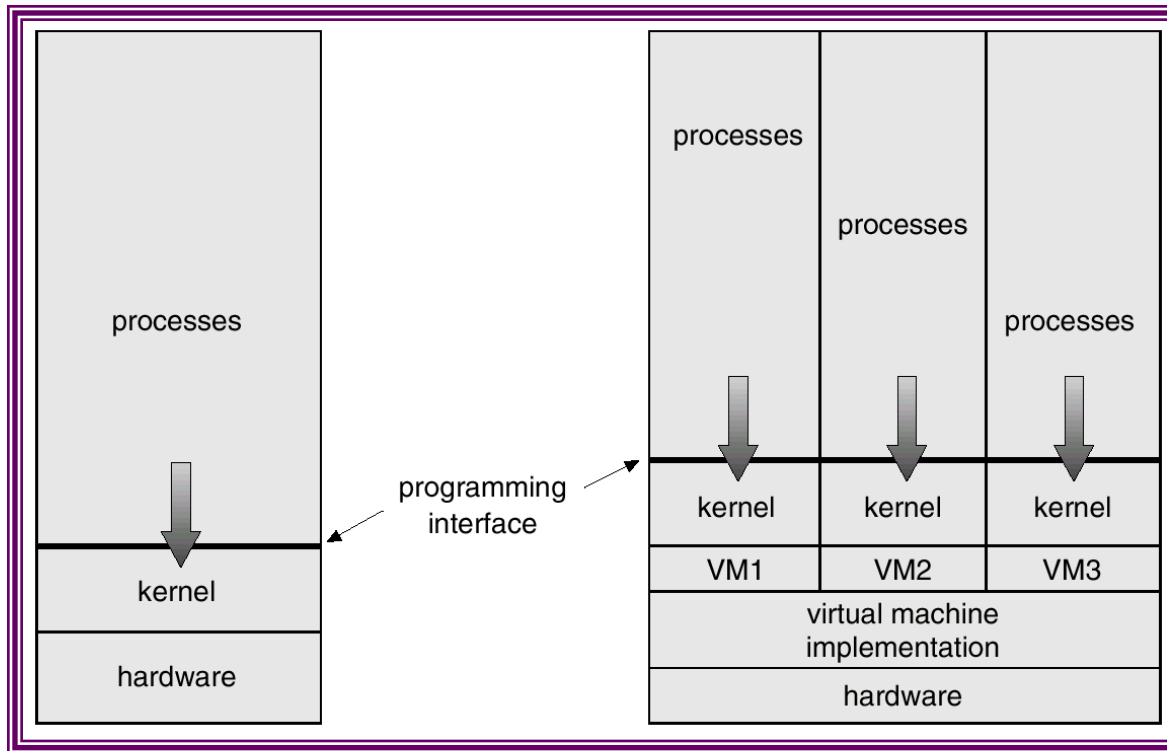 processes
kernel
hardware
programming
interface
processes
processes
processes
kernel
kernel
kernel
VM1
VM2
VM3
virtual machine
implementation
hardware